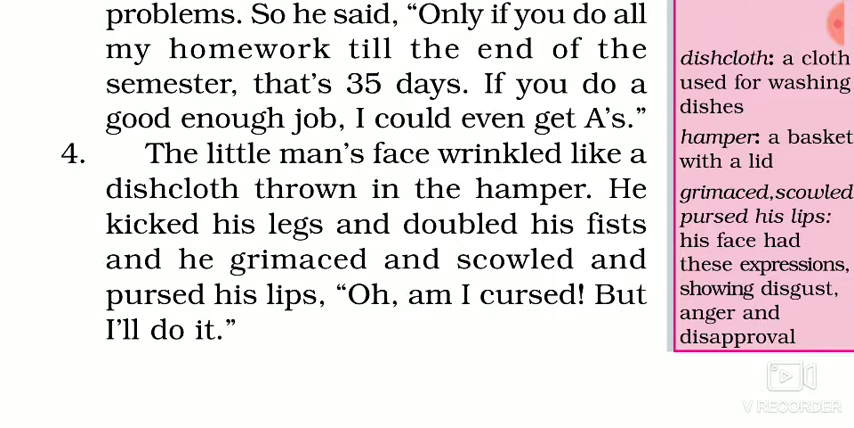 problems. So he said, “Only if you do all
my homework till the end of the
semester, that’s 35 days. If you do a
good enough job, I could even get A’s.”
4. The little man’s face wrinkled like a
dishcloth thrown in the hamper. He
kicked his legs and doubled his fists
and he grimaced and scowled and
pursed his lips, “Oh, am I cursed! But
I’ll do it.”
dishcloth: a cloth
used for washing
dishes
hamper: a basket
with a lid
grimaced,scowled
pursed his lips:
his face had
these expressions,
showing disgust,
anger and
disapproval
V RECORDER